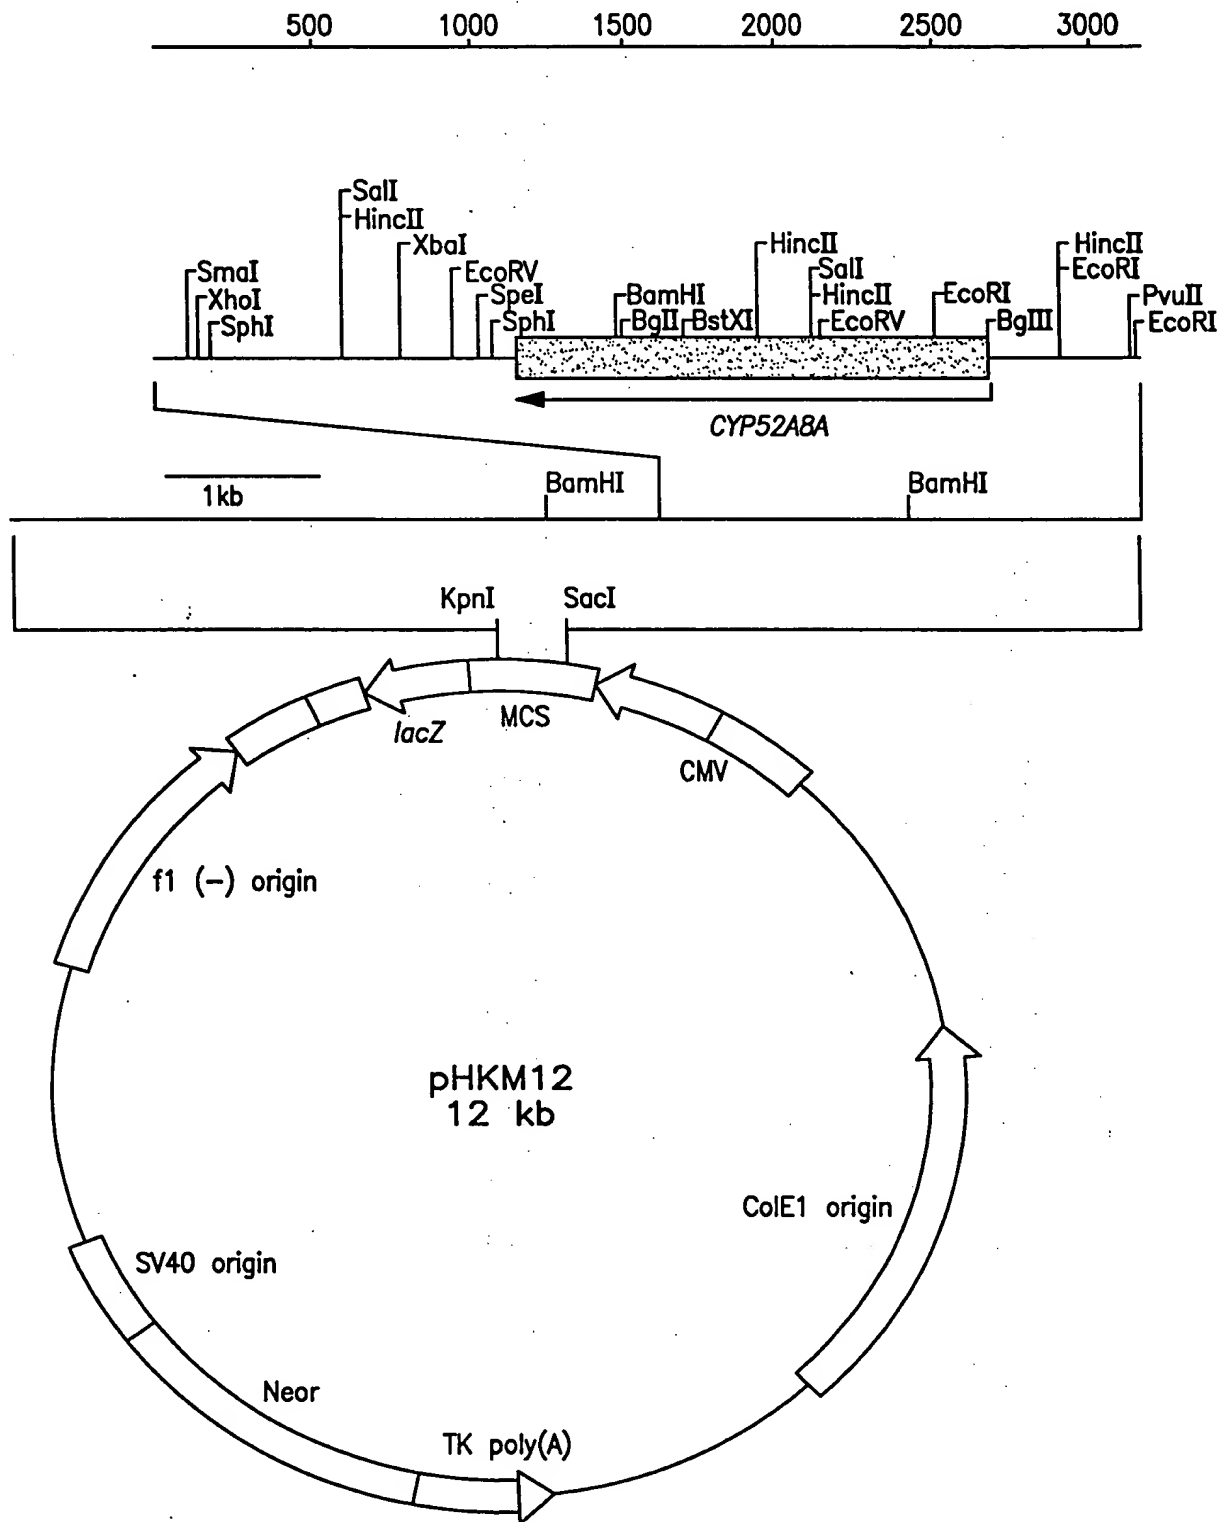 500 1000 1500 2000 2500 3000
SalI
HincII
XbaI HincII HincII
SmaI EcoRV SalI EcoRI
XhoI SpeI BamHI HincII EcoRI PvuII
SphI SphI BglI BstXI EcoRV BgIII EcoRI
CYP52A8A
1kb BamHI BamHI
KpnI SacI
lacZ MCS
CMV
f1 (-) origin
pHKM12
12 kb
ColE1 origin
SV40 origin
Neor
TK poly(A)